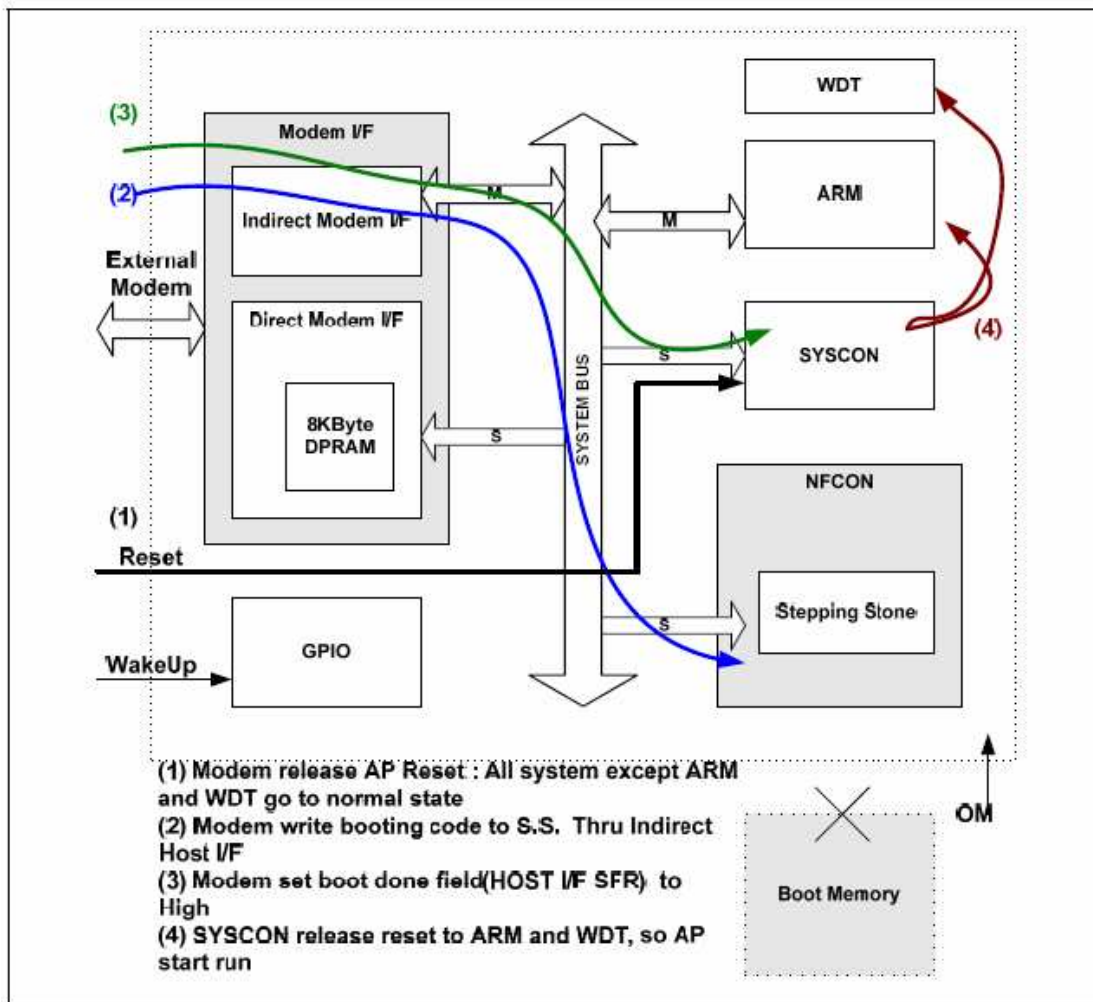 WDT
(3)
Modem I/F
ARM
(2)
M
Indirect Modem I/F
M
External
Modem
Direct Modem I/F
SYSCON
(4)
S
8KByte
DPRAM
S
SYSTEM BUS
NFCON
(1)
Reset
Stepping Stone
S
GPIO
WakeUp
(1) Modem release AP Reset : All system except ARM
and WDT go to normal state
(2) Modem write booting code to S.S. Thru Indirect
Host I/F
(3) Modem set boot done field(HOST I/F SFR) to
High
(4) SYSCON release reset to ARM and WDT, so AP
start run
OM
Boot Memory